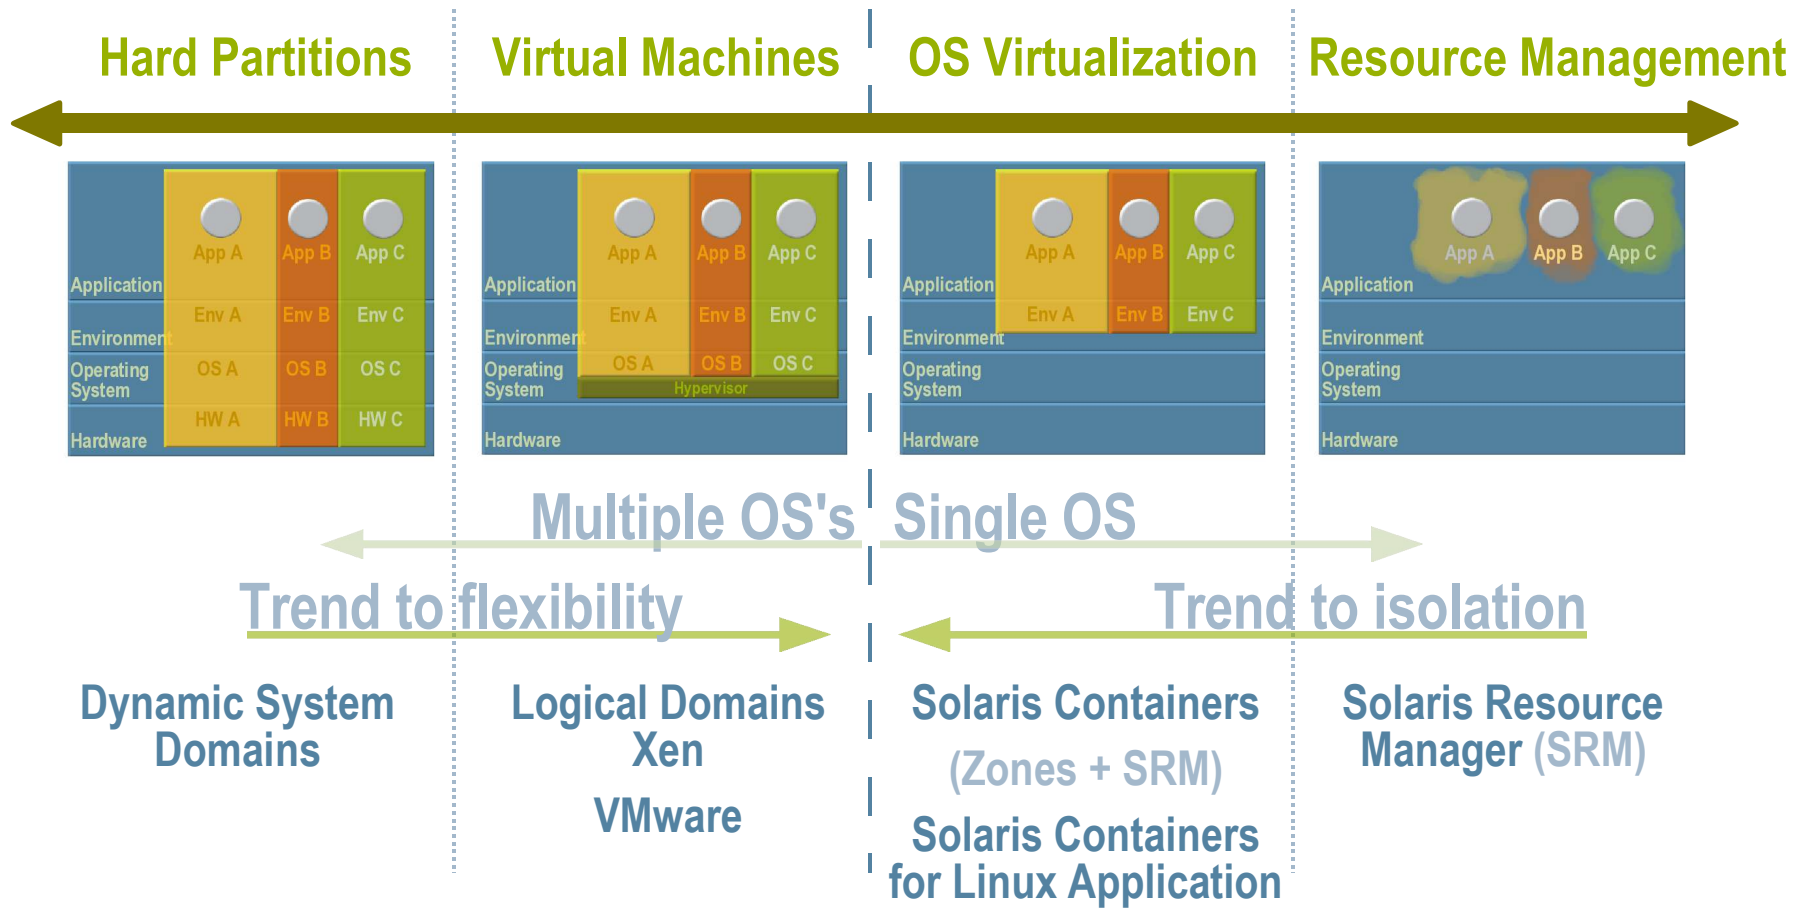 Hard Partitions
Virtual Machines
OS Virtualization
Resource Management
App A
App B
App C
Application
Env A
Env B
Env C
Environment
OS A
OS B
OS C
Operating
System
HW A
HW B
HW C
Hardware
App A
App B
App C
Application
Env A
Env B
Env C
Environment
OS A
OS B
OS C
Operating
System
Hypervisor
Hardware
App A
App B
App C
Application
Env A
Env B
Env C
Environment
Operating
System
Hardware
App A
App B
App C
Application
Environment
Operating
System
Hardware
Multiple OS's
Single OS
Trend to flexibility
Trend to isolation
Dynamic System
Domains
Logical Domains
Xen
VMware
Solaris Containers
(Zones + SRM)
Solaris Containers
for Linux Application
Solaris Resource
Manager (SRM)